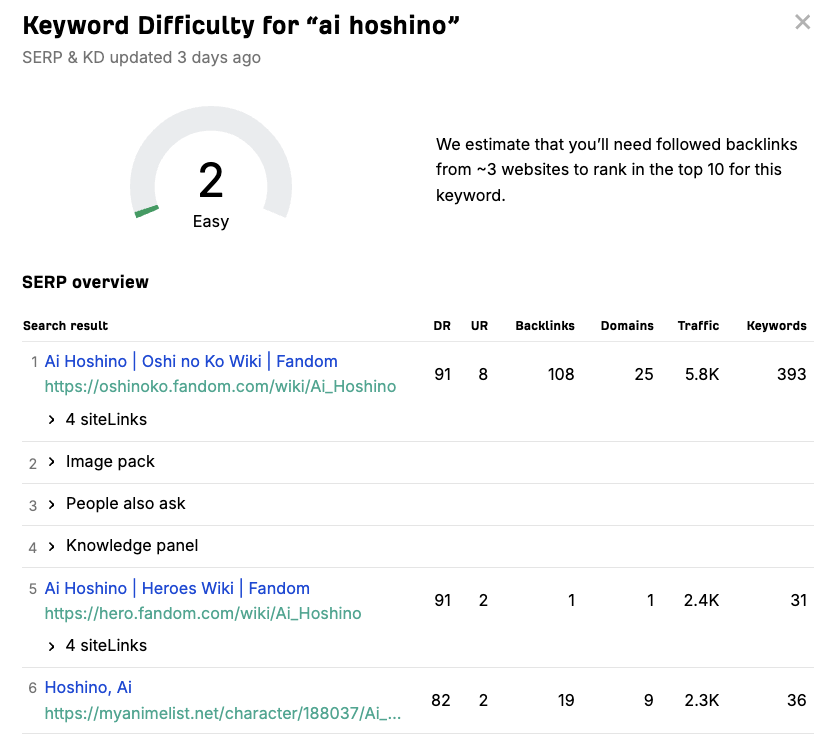 Keyword Difficulty for “ai hoshino”
SERP & KD updated 3 days ago
2
Easy
We estimate that you’ll need followed backlinks
from ~3 websites to rank in the top 10 for this
keyword.
SERP overview
Search result DR UR Backlinks Domains Traffic Keywords
1 Ai Hoshino | Oshi no Ko Wiki | Fandom
https://oshinoko.fandom.com/wiki/Ai_Hoshino
91 8 108 25 5.8K 393
4 siteLinks
2 Image pack
3 People also ask
4 Knowledge panel
5 Ai Hoshino | Heroes Wiki | Fandom
https://hero.fandom.com/wiki/Ai_Hoshino
91 2 1 1 2.4K 31
4 siteLinks
6 Hoshino, Ai
https://myanimelist.net/character/188037/Ai_...
82 2 19 9 2.3K 36